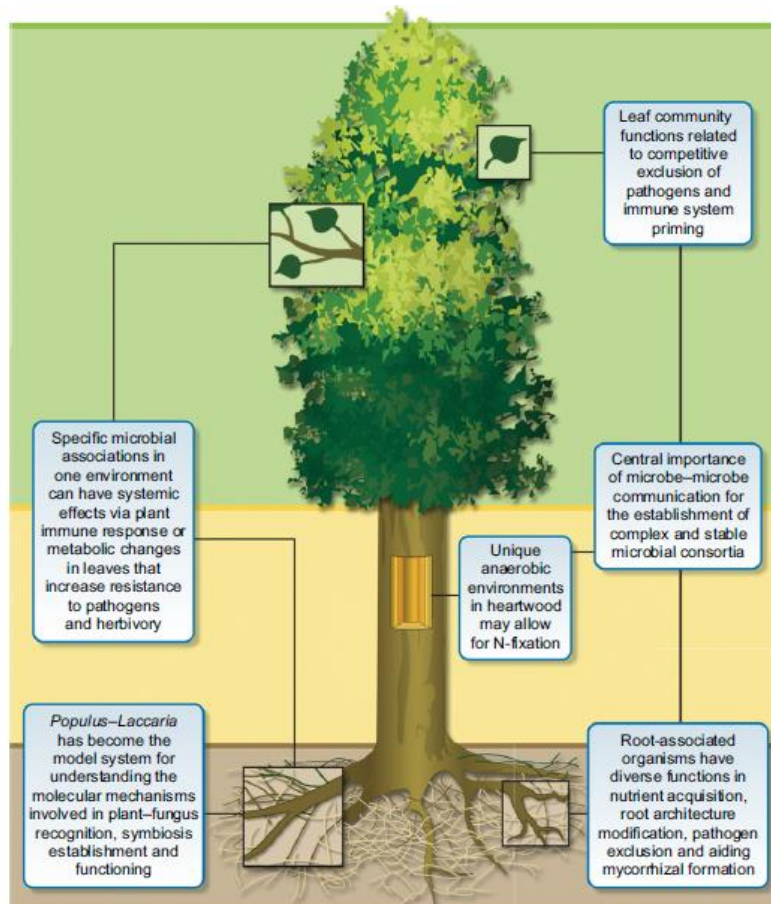 Leaf community
functions related
to competitive
exclusion of
pathogens and
immune system
priming
Specific microbial
associations in
one environment
can have systemic
effects via plant
immune response or
metabolic changes
in leaves that
increase resistance
to pathogens
and herbivory
Central importance
of microbe–microbe
communication for
the establishment of
complex and stable
microbial consortia
Unique
anaerobic
environments
in heartwood
may allow
for N-fixation
Populus–Laccaria
has become the
model system for
understanding the
molecular mechanisms
involved in plant–fungus
recognition, symbiosis
establishment and
functioning
Root-associated
organisms have
diverse functions in
nutrient acquisition,
root architecture
modification, pathogen
exclusion and aiding
mycorrhizal formation